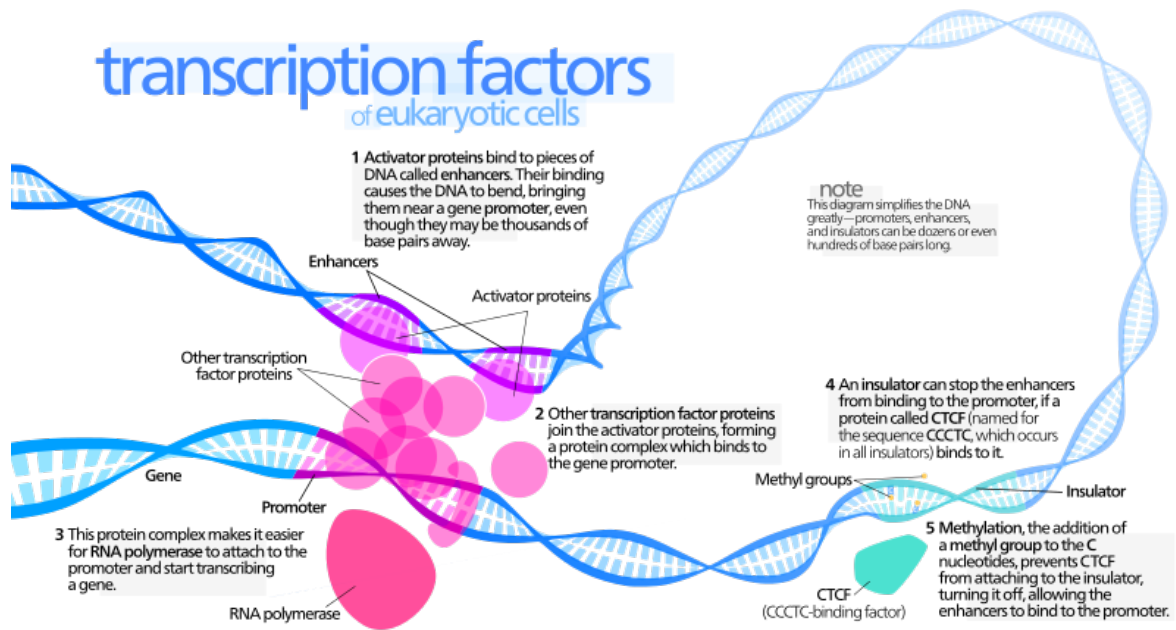 transcription factors
of eukaryotic cells
1 Activator proteins bind to pieces of
DNA called enhancers. Their binding
causes the DNA to bend, bringing
them near a gene promoter, even
though they may be thousands of
base pairs away.
note
This diagram simplifies the DNA
greatly—promoters, enhancers,
and insulators can be dozens or even
hundreds of base pairs long.
Enhancers
Activator proteins
Other transcription
factor proteins
2 Other transcription factor proteins
join the activator proteins, forming
a protein complex which binds to
the gene promoter.
4 An insulator can stop the enhancers
from binding to the promoter, if a
protein called CTCF (named for
the sequence CCCTC, which occurs
in all insulators) binds to it.
Gene
Promoter
Methyl groups
Insulator
3 This protein complex makes it easier
for RNA polymerase to attach to the
promoter and start transcribing
a gene.
RNA polymerase
CTCF
(CCCTC-binding factor)
5 Methylation, the addition of
a methyl group to the C
nucleotides, prevents CTCF
from attaching to the insulator,
turning it off, allowing the
enhancers to bind to the promoter.